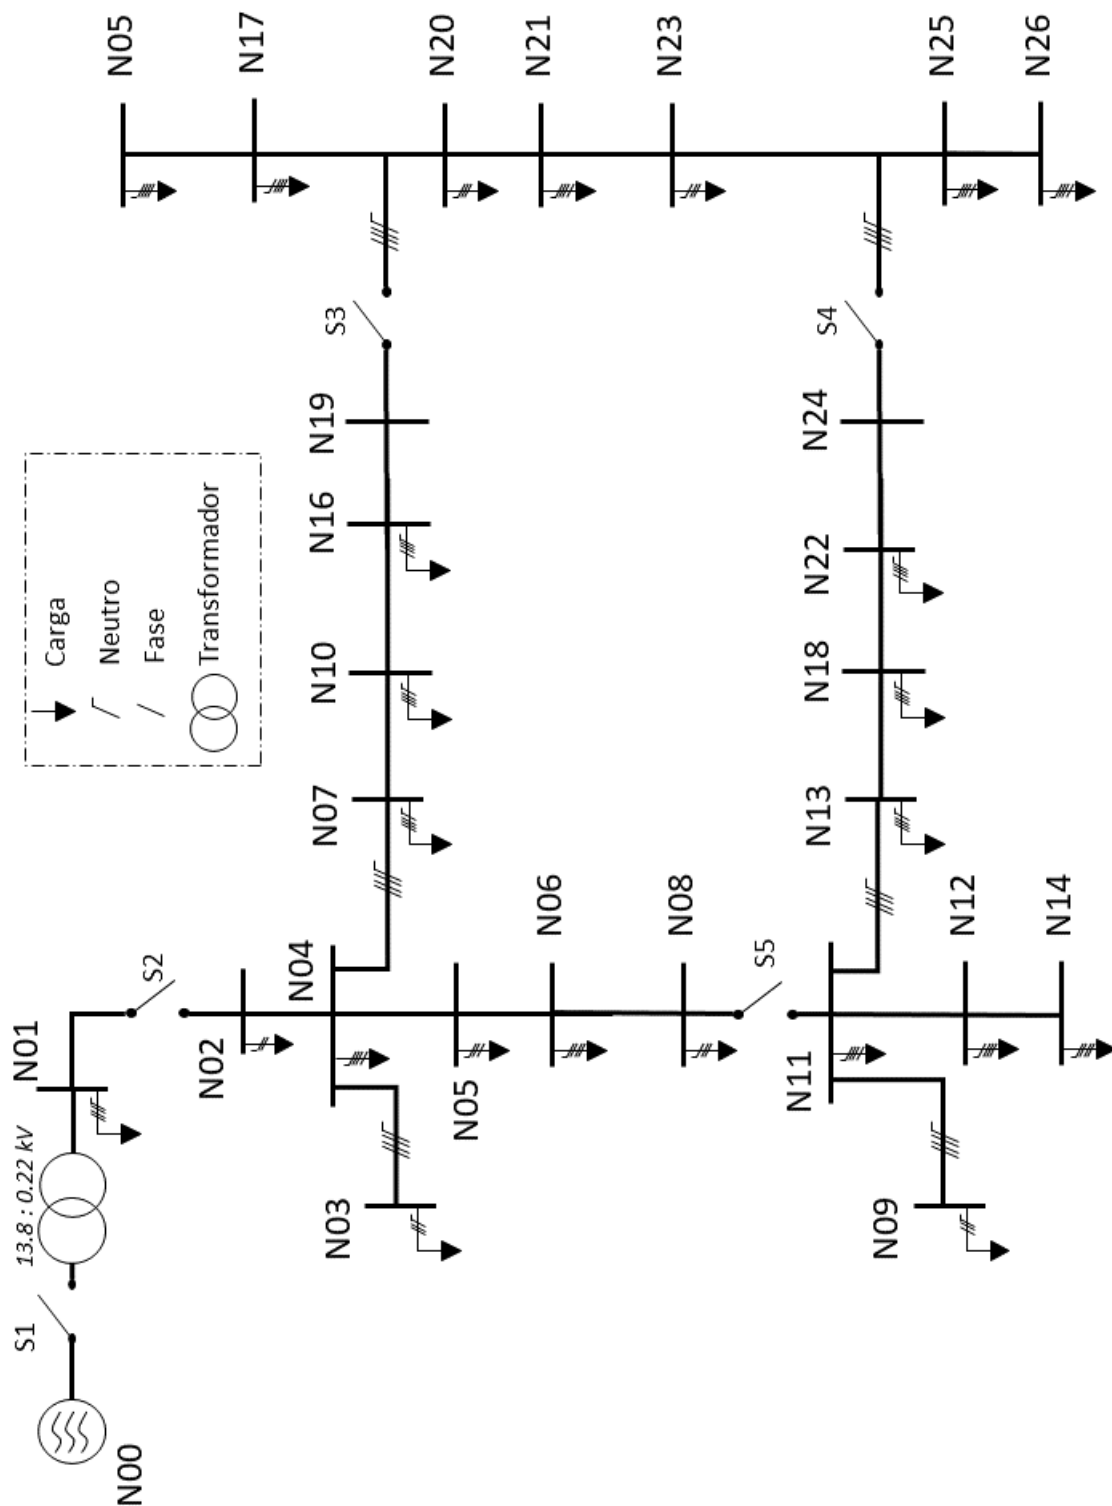 N00
S1
13.8 : 0.22 kV
N01
S2
N02
N03
N04
N05
N06
N08
S5
N07
N10
N16
N19
S3
N09
N11
N12
N14
N13
N18
N22
N24
S4
N05
N17
N20
N21
N23
N25
N26
Carga
Neutro
Fase
Transformador